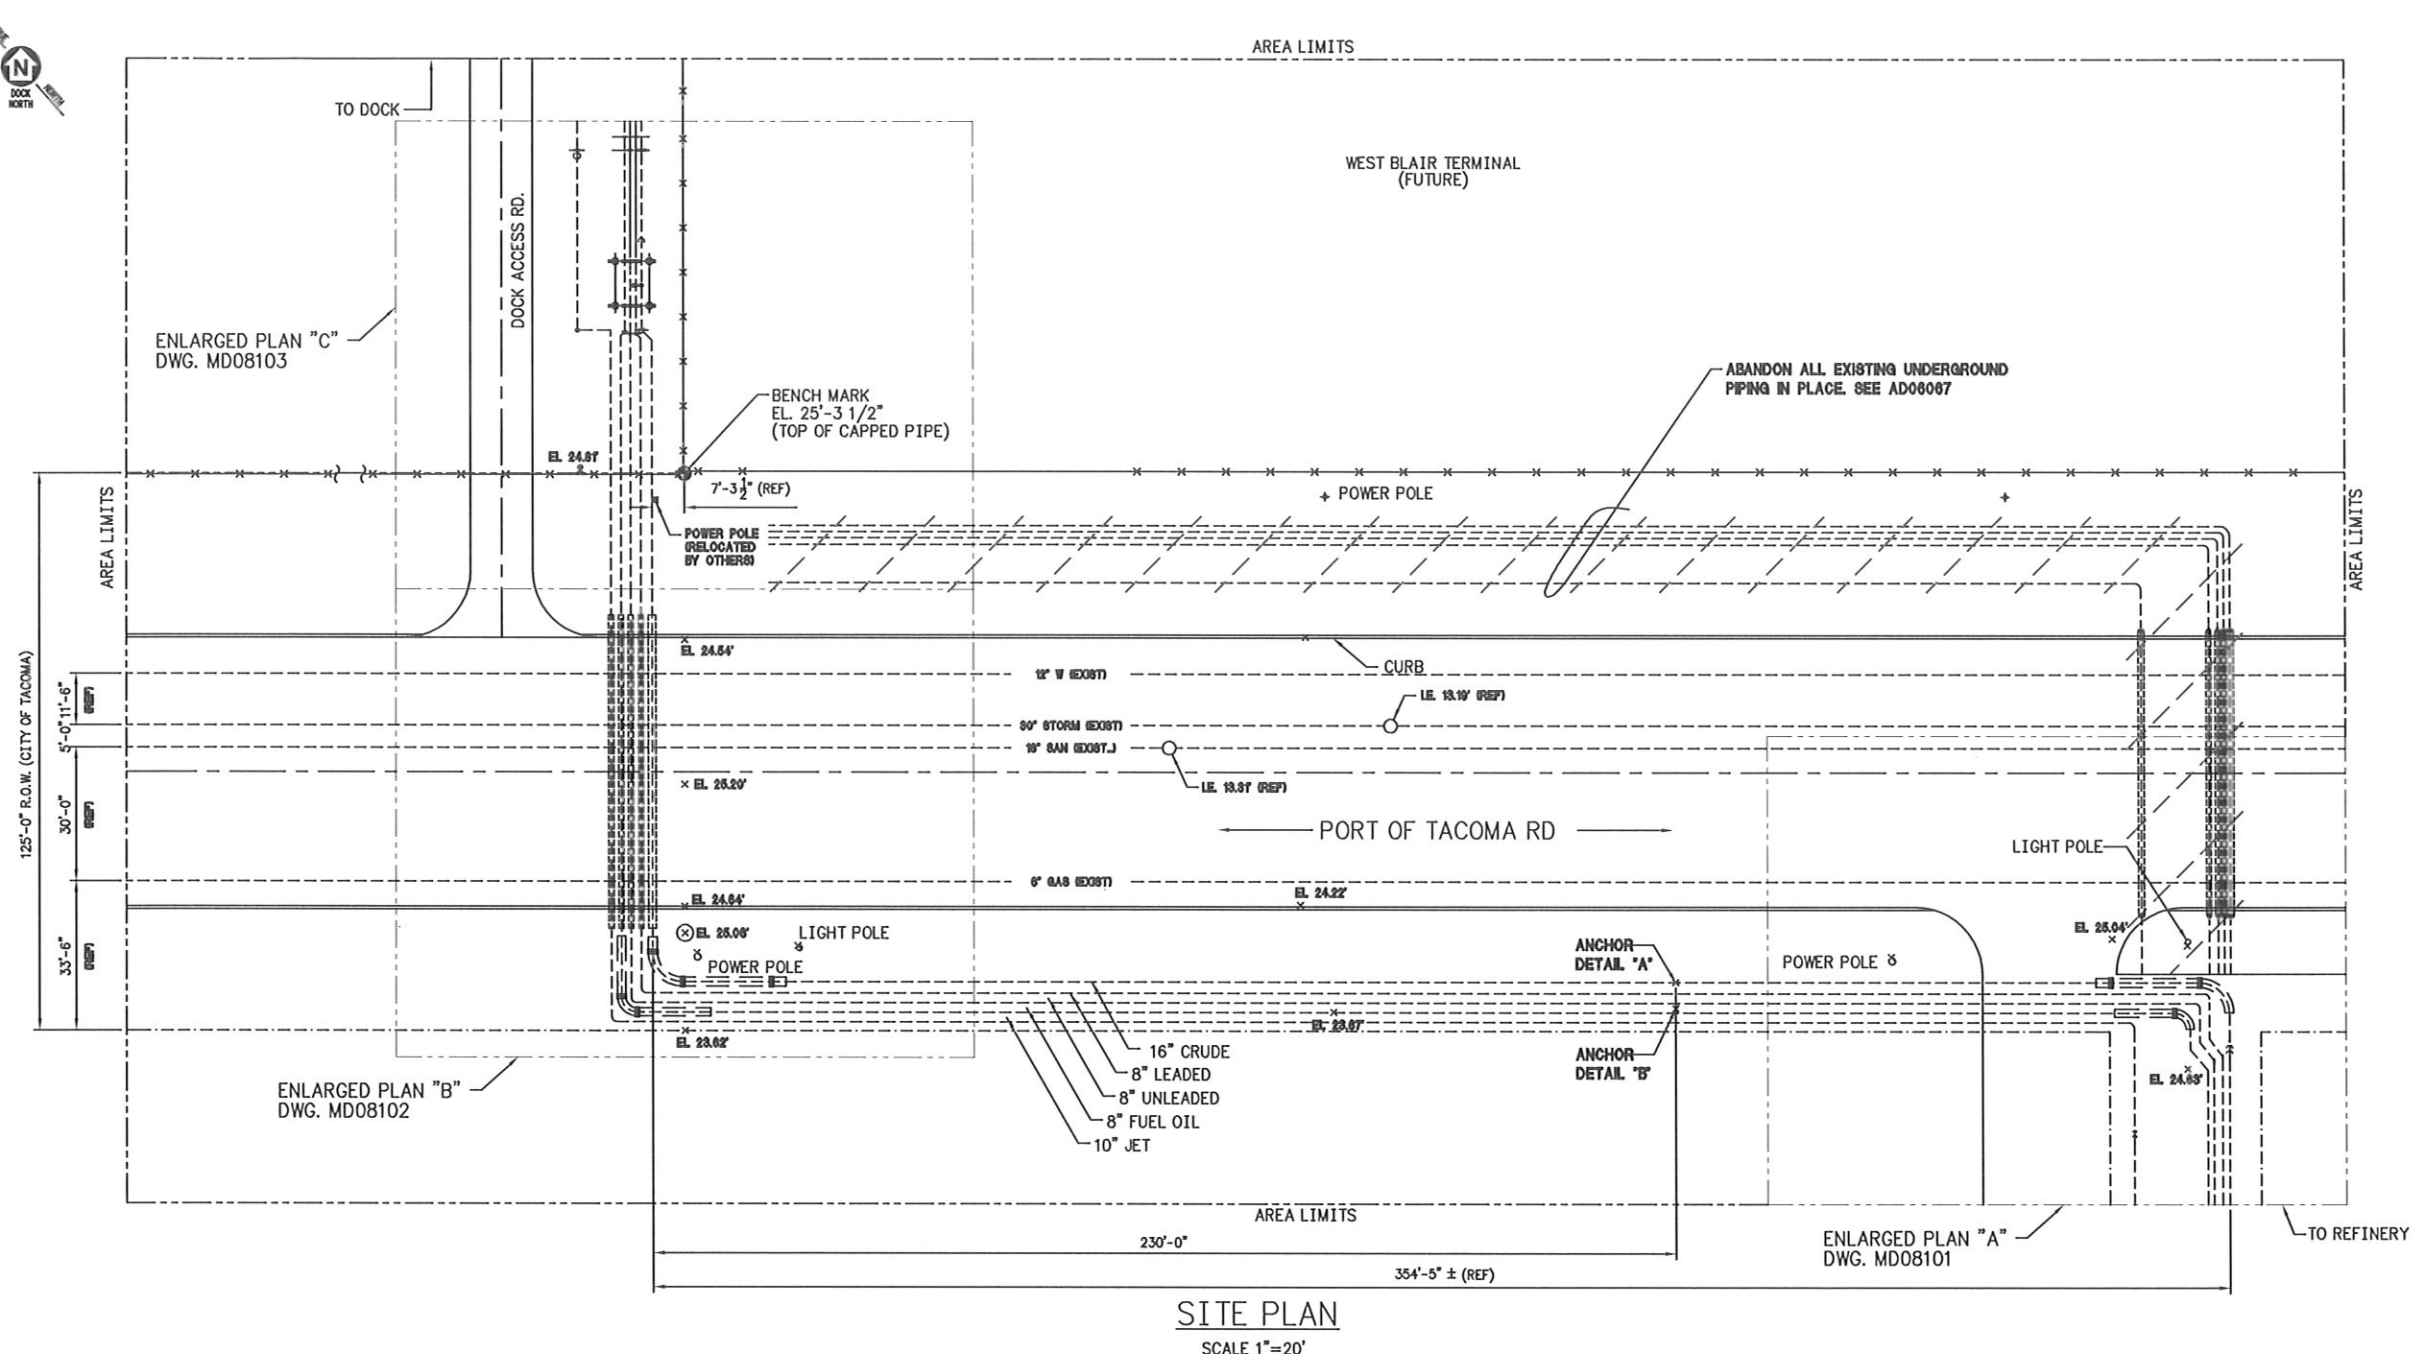 AREA LIMITS
N
DOCK
NORTH
NORTH
TO DOCK
WEST BLAIR TERMINAL
(FUTURE)
DOCK ACCESS RD.
ENLARGED PLAN "C"
DWG. MD08103
BENCH MARK
EL. 25'-3 1/2"
(TOP OF CAPPED PIPE)
ABANDON ALL EXISTING UNDERGROUND
PIPING IN PLACE. SEE AD06067
EL 24.61'
7'-3 1/2" (REF)
POWER POLE
AREA LIMITS
AREA LIMITS
POWER POLE
(RELOCATED
BY OTHERS)
EL 24.54'
CURB
12" W (EXIST)
I.E. 13.19' (REF)
30" STORM (EXIST)
18" SAN (EXIST.)
I.E. 13.31' (REF)
EL 25.20'
125'-0" R.O.W. (CITY OF TACOMA)
11'-6"
(REF)
5'-0"
30'-0"
(REF)
33'-6"
(REF)
PORT OF TACOMA RD
LIGHT POLE
6" GAS (EXIST)
EL 24.64'
EL 24.22'
EL 25.06'
LIGHT POLE
POWER POLE
ANCHOR
DETAIL "A"
POWER POLE
EL 25.04'
EL 23.62'
EL 23.67'
16" CRUDE
8" LEADED
8" UNLEADED
8" FUEL OIL
10" JET
ANCHOR
DETAIL "B"
EL 24.63'
ENLARGED PLAN "B"
DWG. MD08102
AREA LIMITS
ENLARGED PLAN "A"
DWG. MD08101
TO REFINERY
230'-0"
354'-5" ± (REF)
SITE PLAN
SCALE 1"=20'